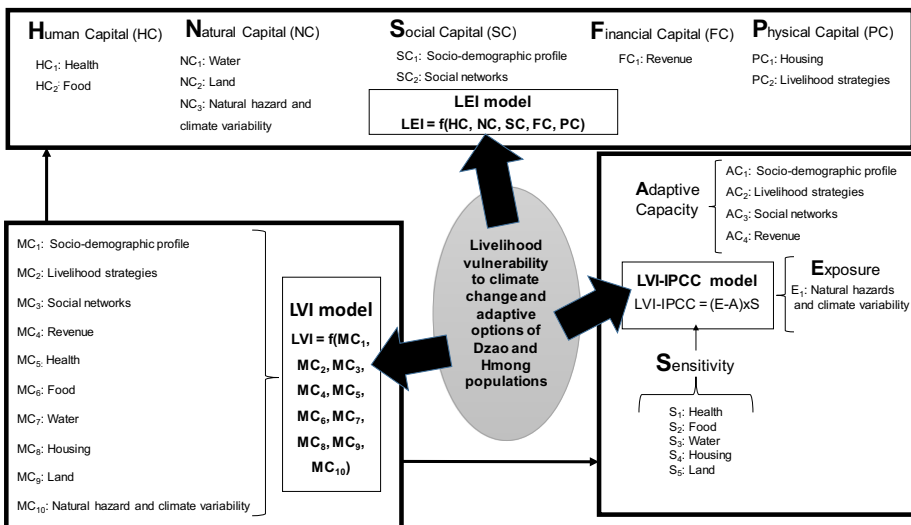 Human Capital (HC)
HC1: Health
HC2: Food
Natural Capital (NC)
NC1: Water
NC2: Land
NC3: Natural hazard and
climate variability
Social Capital (SC)
SC1: Socio-demographic profile
SC2: Social networks
Financial Capital (FC)
FC1: Revenue
Physical Capital (PC)
PC1: Housing
PC2: Livelihood strategies
LEI model
LEI = f(HC, NC, SC, FC, PC)
MC1: Socio-demographic profile
MC2: Livelihood strategies
MC3: Social networks
MC4: Revenue
MC5: Health
MC6: Food
MC7: Water
MC8: Housing
MC9: Land
MC10: Natural hazard and climate variability
LVI model
LVI = f(MC1,
MC2, MC3,
MC4, MC5,
MC6, MC7,
MC8, MC9,
MC10)
Livelihood
vulnerability
to climate
change and
adaptive
options of
Dzao and
Hmong
populations
Adaptive
Capacity
AC1: Socio-demographic profile
AC2: Livelihood strategies
AC3: Social networks
AC4: Revenue
LVI-IPCC model
LVI-IPCC = (E-A)xS
Exposure
E1: Natural hazards
and climate variability
Sensitivity
S1: Health
S2: Food
S3: Water
S4: Housing
S5: Land